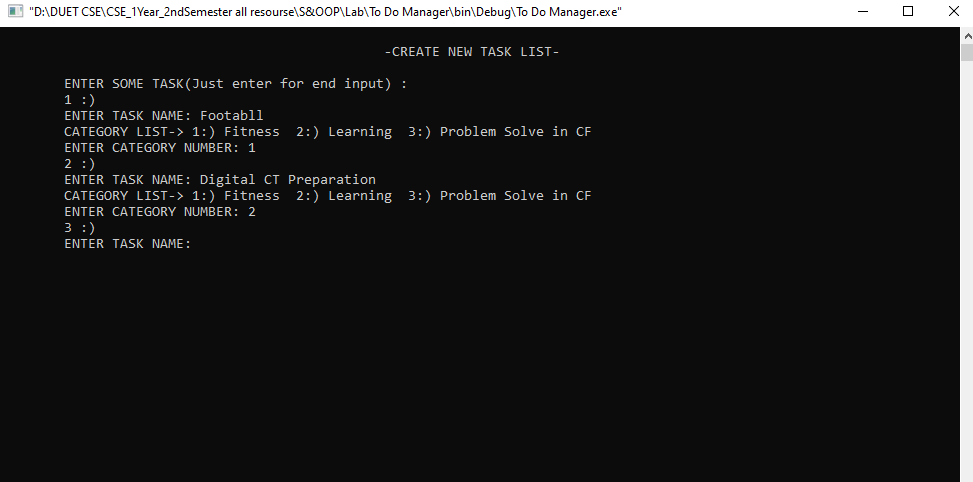 "D:\DUET CSE\CSE_1Year_2ndSemester all resourse\S&OOP\Lab\To Do Manager\bin\Debug\To Do Manager.exe"
-CREATE NEW TASK LIST-
ENTER SOME TASK(Just enter for end input) :
1 :)
ENTER TASK NAME: Footabll
CATEGORY LIST-> 1:) Fitness  2:) Learning  3:) Problem Solve in CF
ENTER CATEGORY NUMBER: 1
2 :)
ENTER TASK NAME: Digital CT Preparation
CATEGORY LIST-> 1:) Fitness  2:) Learning  3:) Problem Solve in CF
ENTER CATEGORY NUMBER: 2
3 :)
ENTER TASK NAME: